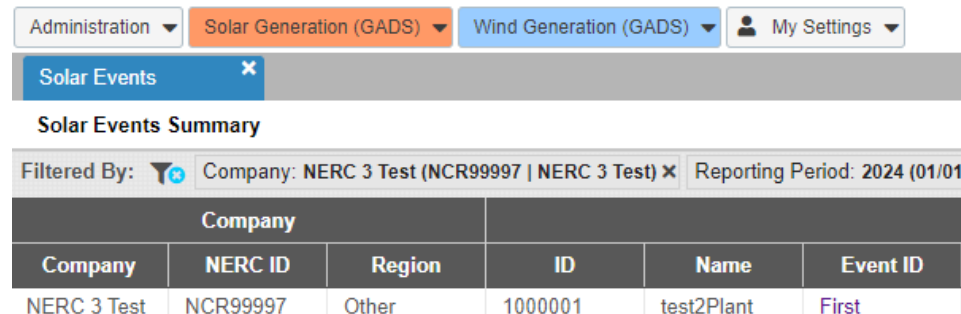 Administration Solar Generation (GADS) Wind Generation (GADS) My Settings
Solar Events
Solar Events Summary
Filtered By: Company: NERC 3 Test (NCR99997 | NERC 3 Test) Reporting Period: 2024 (01/01
Company
Company NERC ID Region ID Name Event ID
NERC 3 Test NCR99997 Other 1000001 test2Plant First